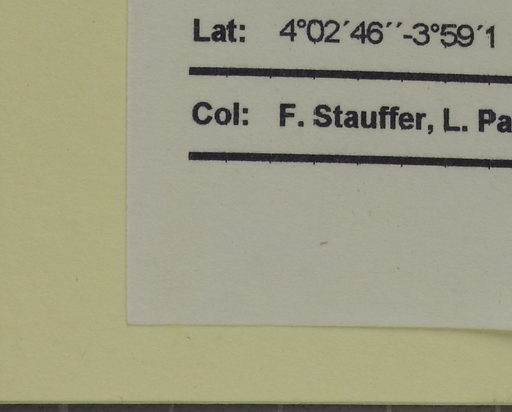 Lat: 4°02´46´´-3°59´1
Col: F. Stauffer, L. Pa